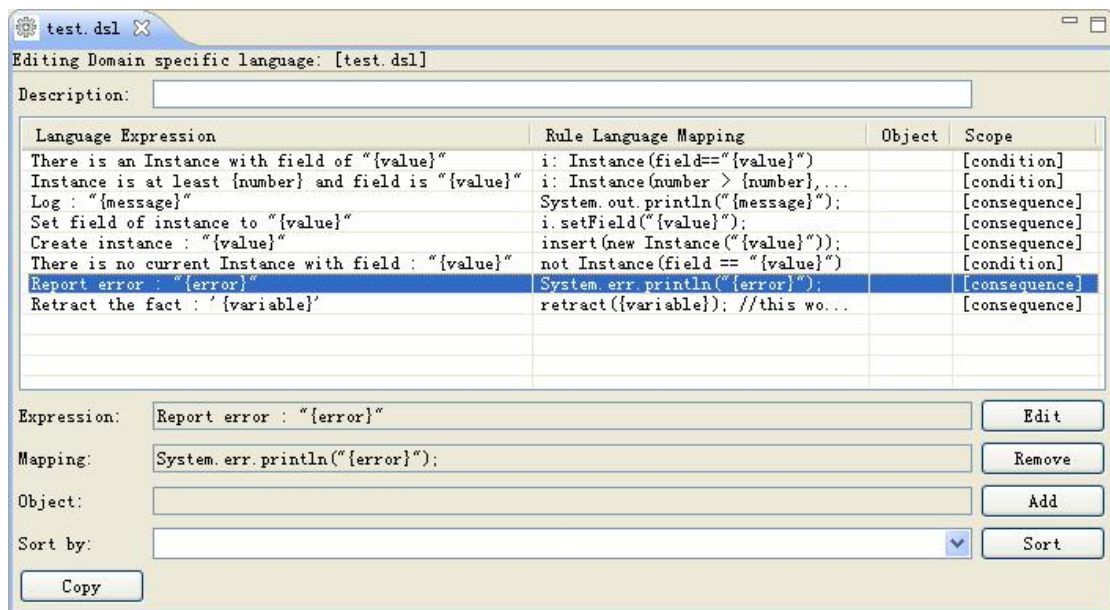 test.dsl
Editing Domain specific language: [test.dsl]
Description:
Language Expression Rule Language Mapping Object Scope
There is an Instance with field of "{value}" i: Instance(field=="{value}") [condition]
Instance is at least {number} and field is "{value}" i: Instance(number > {number},... [condition]
Log : "{message}" System.out.println("{message}"); [consequence]
Set field of instance to "{value}" i.setField("{value}"); [consequence]
Create instance : "{value}" insert(new Instance("{value}")); [consequence]
There is no current Instance with field : "{value}" not Instance(field == "{value}") [condition]
Report error : "{error}" System.err.println("{error}"); [consequence]
Retract the fact : '{variable}' retract({variable}); //this wo... [consequence]
Expression: Report error : "{error}" Edit
Mapping: System.err.println("{error}"); Remove
Object: Add
Sort by: Sort
Copy